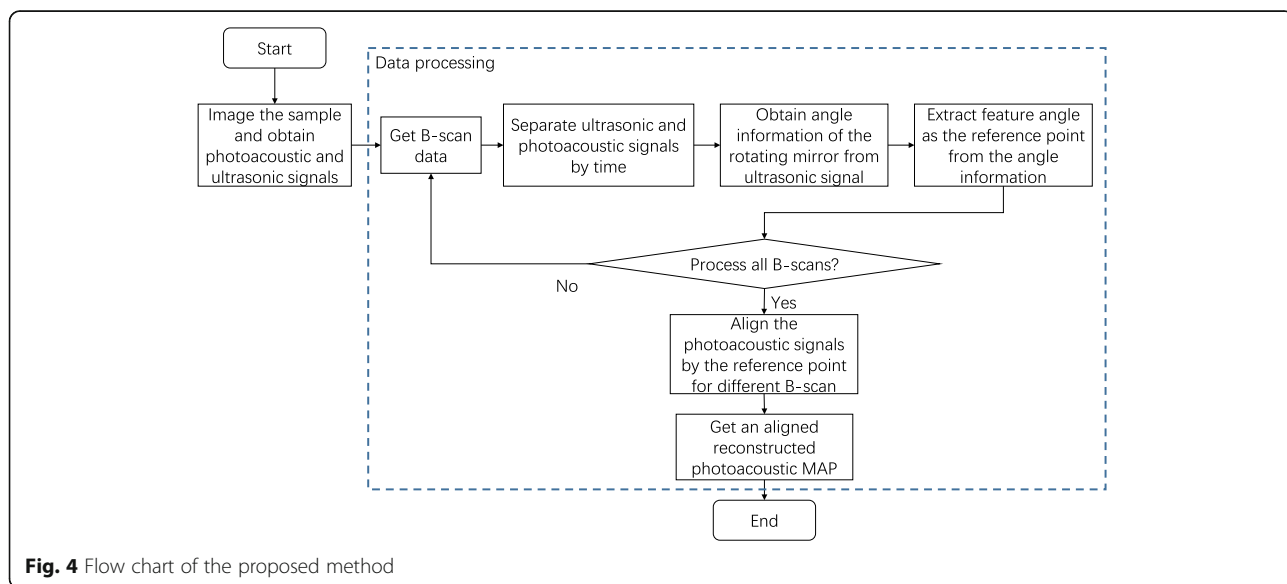 Start
Data processing
Image the sample
and obtain
photoacoustic and
ultrasonic signals
Get B-scan
data
Separate ultrasonic and
photoacoustic signals
by time
Obtain angle
information of the
rotating mirror from
ultrasonic signal
Extract feature angle
as the reference point
from the angle
information
Process all B-scans?
No
Yes
Align the
photoacoustic signals
by the reference point
for different B-scan
Get an aligned
reconstructed
photoacoustic MAP
End
Fig. 4 Flow chart of the proposed method